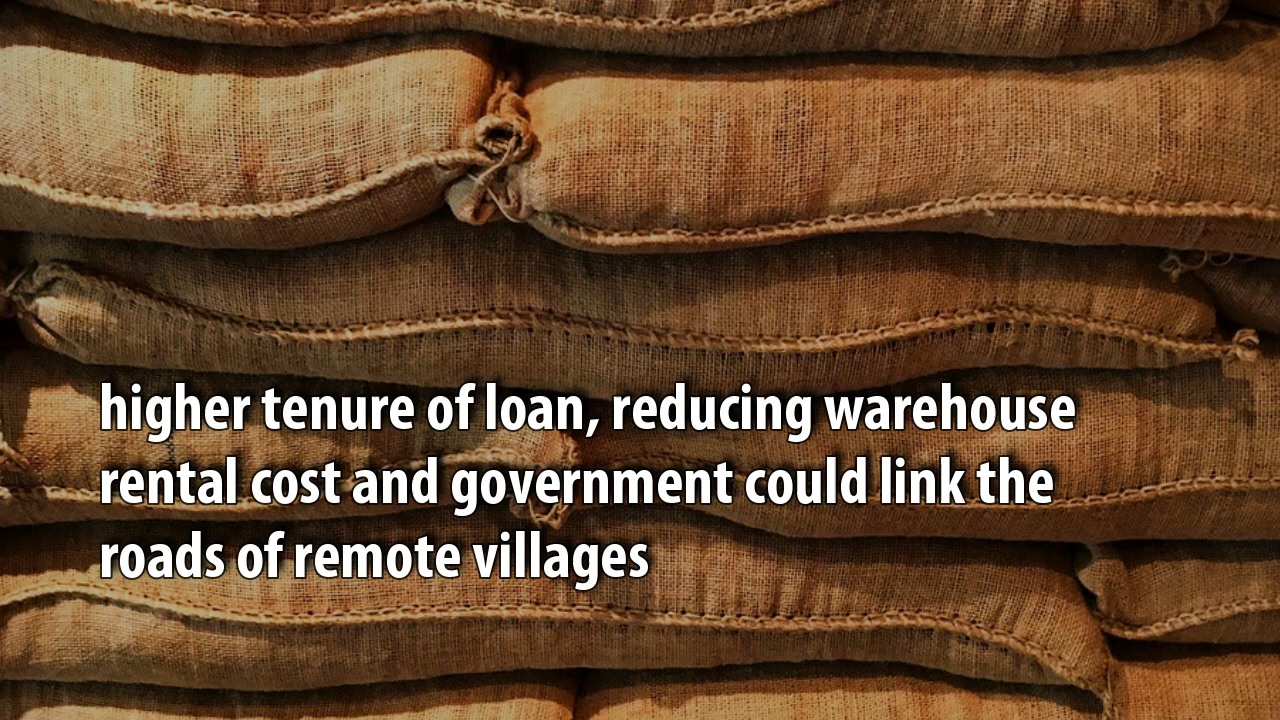 higher tenure of loan, reducing warehouse
rental cost and government could link the
roads of remote villages